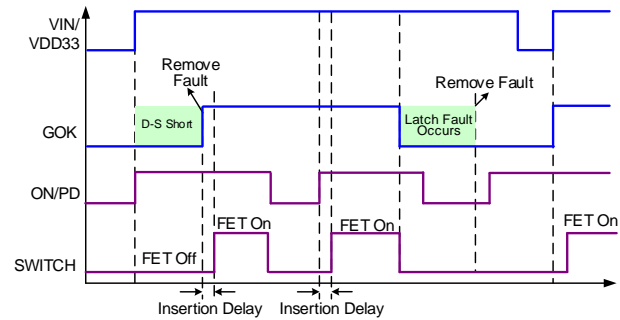 VIN/
VDD33
Remove
Fault
Remove Fault
D-S Short
Latch Fault
Occurs
GOK
ON/PD
FET On
FET On
FET On
FET Off
SWITCH
Insertion Delay
Insertion Delay